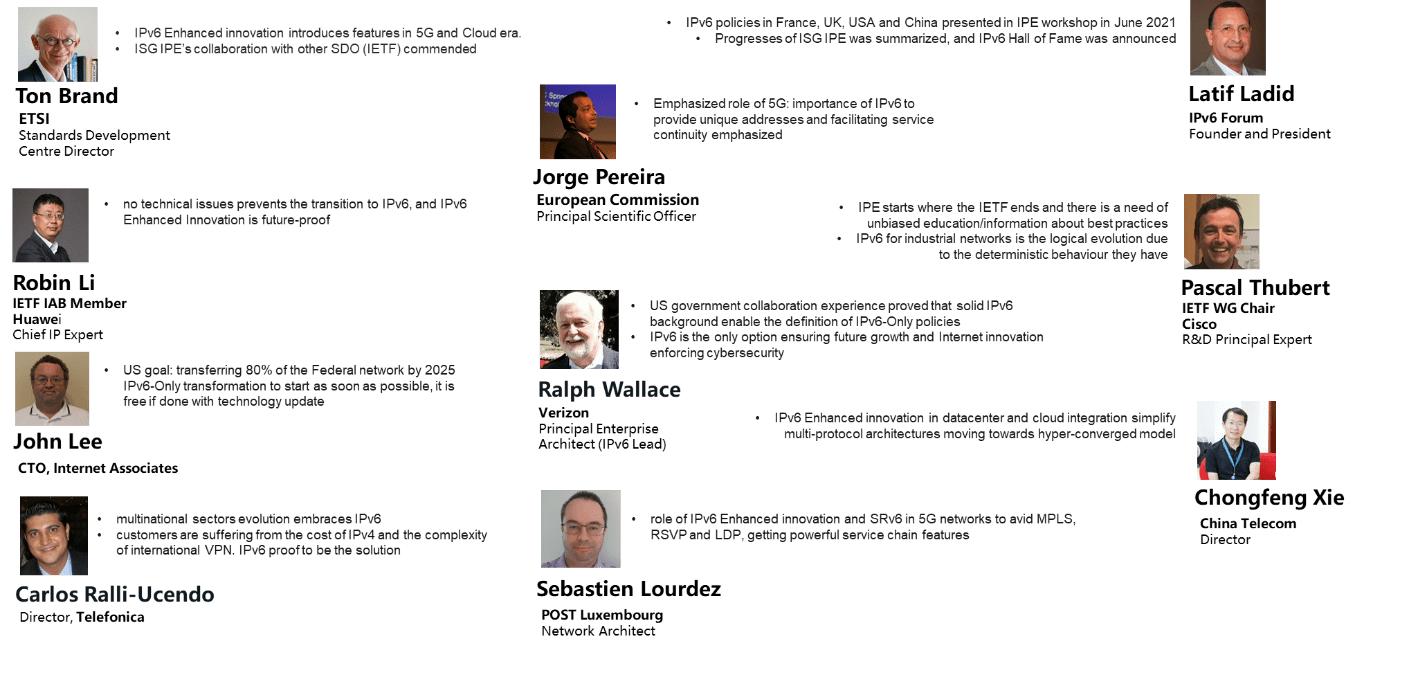 • IPv6 Enhanced innovation introduces features in 5G and Cloud era.
• ISG IPE's collaboration with other SDO (IETF) commended
Ton Brand
ETSI
Standards Development
Centre Director
• IPv6 policies in France, UK, USA and China presented in IPE workshop in June 2021
• Progresses of ISG IPE was summarized, and IPv6 Hall of Fame was announced
Latif Ladid
IPv6 Forum
Founder and President
• Emphasized role of 5G: importance of IPv6 to
provide unique addresses and facilitating service
continuity emphasized
Jorge Pereira
European Commission
Principal Scientific Officer
• no technical issues prevents the transition to IPv6, and IPv6
Enhanced Innovation is future-proof
Robin Li
IETF IAB Member
Huawei
Chief IP Expert
• IPE starts where the IETF ends and there is a need of
unbiased education/information about best practices
• IPv6 for industrial networks is the logical evolution due
to the deterministic behaviour they have
Pascal Thubert
IETF WG Chair
Cisco
R&D Principal Expert
• US government collaboration experience proved that solid IPv6
background enable the definition of IPv6-Only policies
• IPv6 is the only option ensuring future growth and Internet innovation
enforcing cybersecurity
Ralph Wallace
Verizon
Principal Enterprise
Architect (IPv6 Lead)
• US goal: transferring 80% of the Federal network by 2025
IPv6-Only transformation to start as soon as possible, it is
free if done with technology update
John Lee
CTO, Internet Associates
• IPv6 Enhanced innovation in datacenter and cloud integration simplify
multi-protocol architectures moving towards hyper-converged model
Chongfeng Xie
China Telecom
Director
• multinational sectors evolution embraces IPv6
• customers are suffering from the cost of IPv4 and the complexity
of international VPN. IPv6 proof to be the solution
Carlos Ralli-Ucendo
Director, Telefonica
• role of IPv6 Enhanced innovation and SRv6 in 5G networks to avid MPLS,
RSVP and LDP, getting powerful service chain features
Sebastien Lourdez
POST Luxembourg
Network Architect